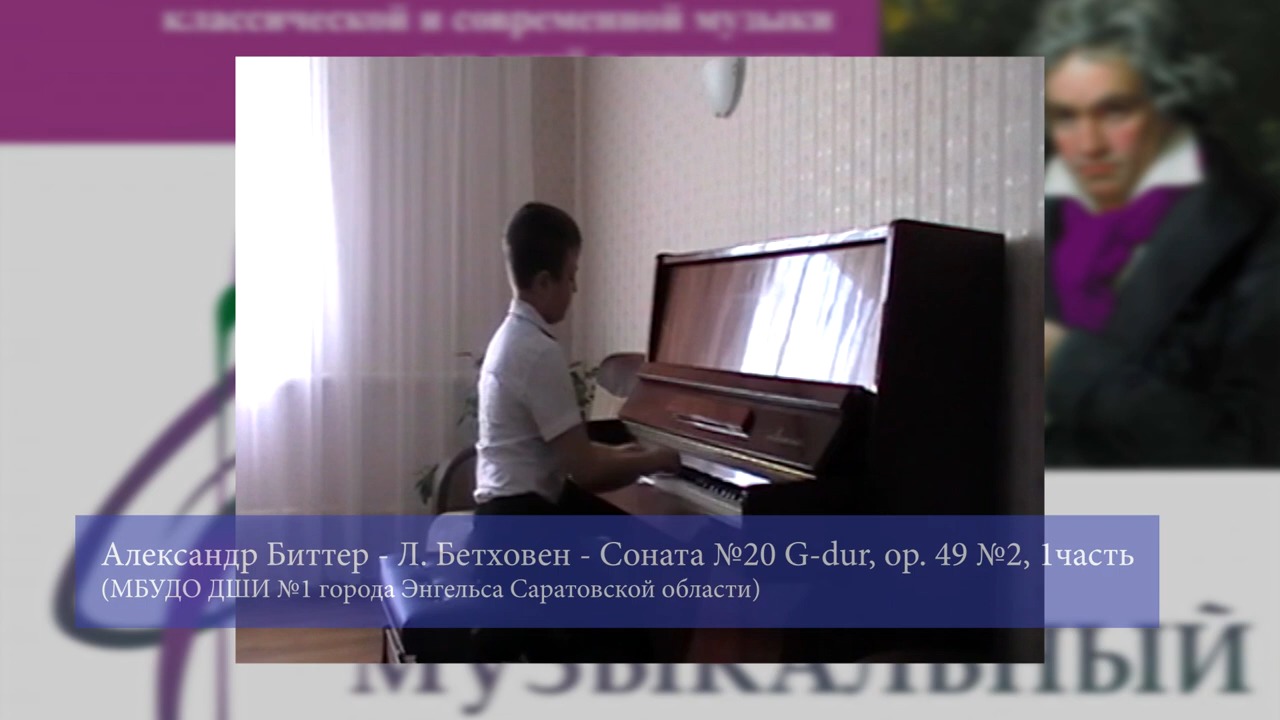 классической и современной музыки
Александр Биттер - Л. Бетховен - Соната №20 G-dur, op. 49 №2, 1часть
(МБУДО ДШИ №1 города Энгельса Саратовской области)
МУЗЫКАЛЬНЫЙ